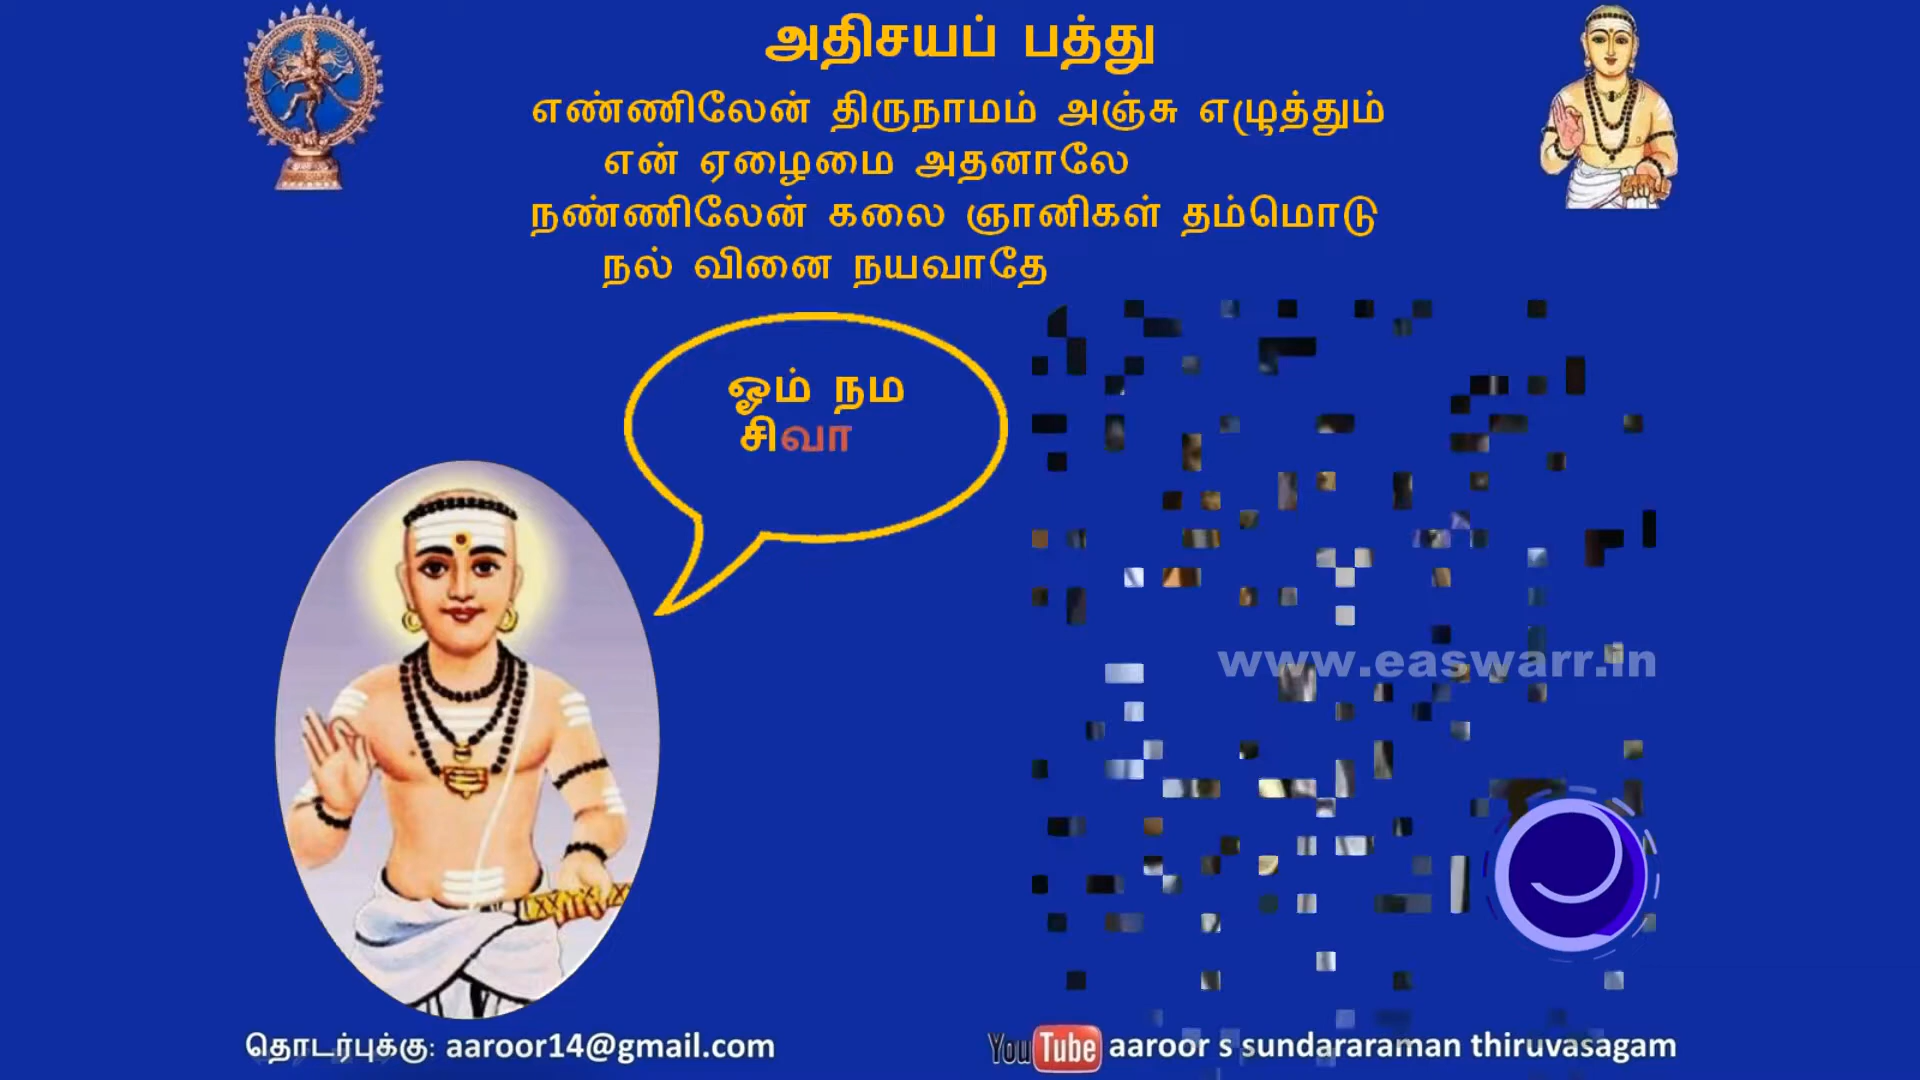 அதிசயப் பத்து
எண்ணிலேன் திருநாமம் அஞ்சு எழுத்தும்
என் ஏழைமை அதனாலே
நண்ணிலேன் கலை ஞானிகள் தம்மொடு
நல் வினை நயவாதே
ஓம் நம
சிவா
www.easwarr.in
தொடர்புக்கு: aaroor14@gmail.com
YouTube aaroor s sundararaman thiruvasagam